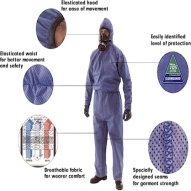 Elasticated hood
for ease of movement
Easily identified
level of protection
Elasticated waist
for better movement
and safety
Breathable fabric
for wearer comfort
Specially
designed seams
for garment strength